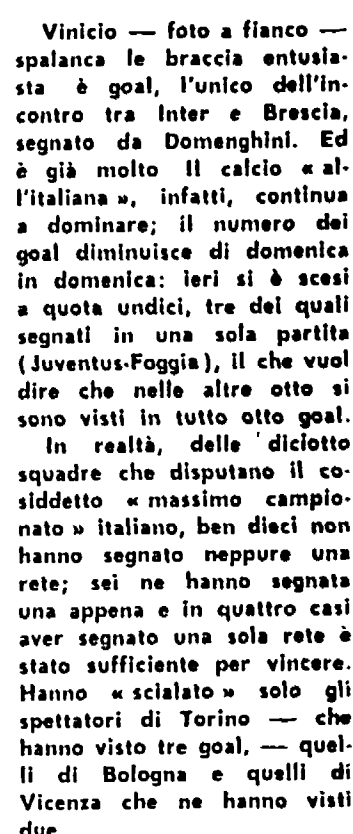 Vinicio — foto a fianco —
spalanca le braccia entusia-
sta è goal, l'unico dell'in-
contro tra Inter e Brescia,
segnato da Domenghini. Ed
è già molto Il calcio « al-
l'italiana », infatti, continua
a dominare; il numero dei
goal diminuisce di domenica
in domenica: ieri si è scesi
a quota undici, tre dei quali
segnati in una sola partita
(Juventus-Foggia), il che vuol
dire che nelle altre otto si
sono visti in tutto otto goal.
In realtà, delle diciotto
squadre che disputano il co-
siddetto « massimo campio-
nato » italiano, ben dieci non
hanno segnato neppure una
rete; sei ne hanno segnata
una appena e in quattro casi
aver segnato una sola rete è
stato sufficiente per vincere.
Hanno « scialato » solo gli
spettatori di Torino — che
hanno visto tre goal, — quel-
li di Bologna e quelli di
Vicenza che ne hanno visti
due